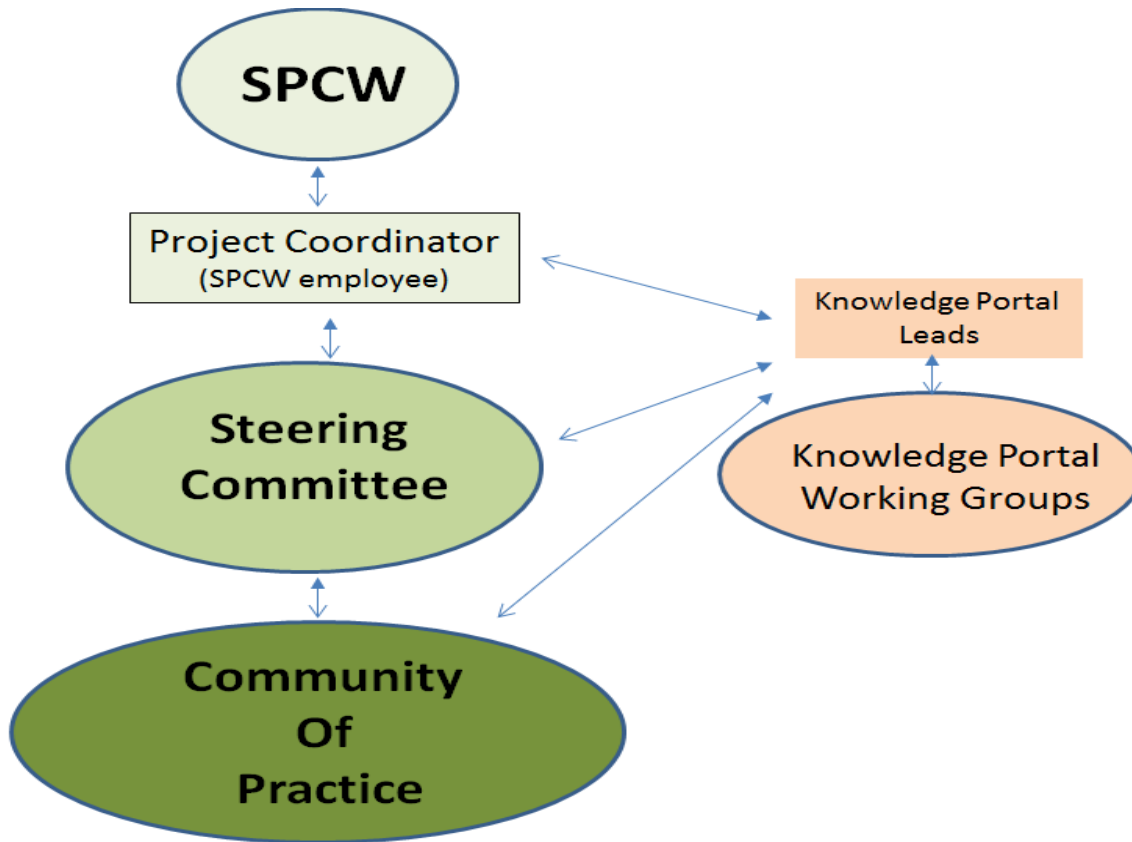 SPCW
Project Coordinator
(SPCW employee)
Knowledge Portal
Leads
Steering
Committee
Knowledge Portal
Working Groups
Community
Of
Practice